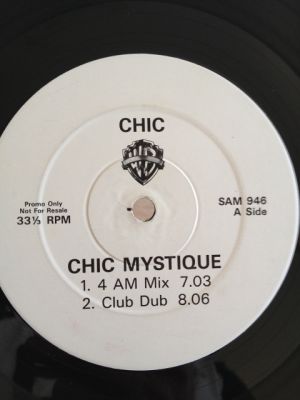 CHIC
Promo Only
Not For Resale
33⅓ RPM
SAM 946
A Side
CHIC MYSTIQUE
1. 4 AM Mix 7.03
2. Club Dub 8.06